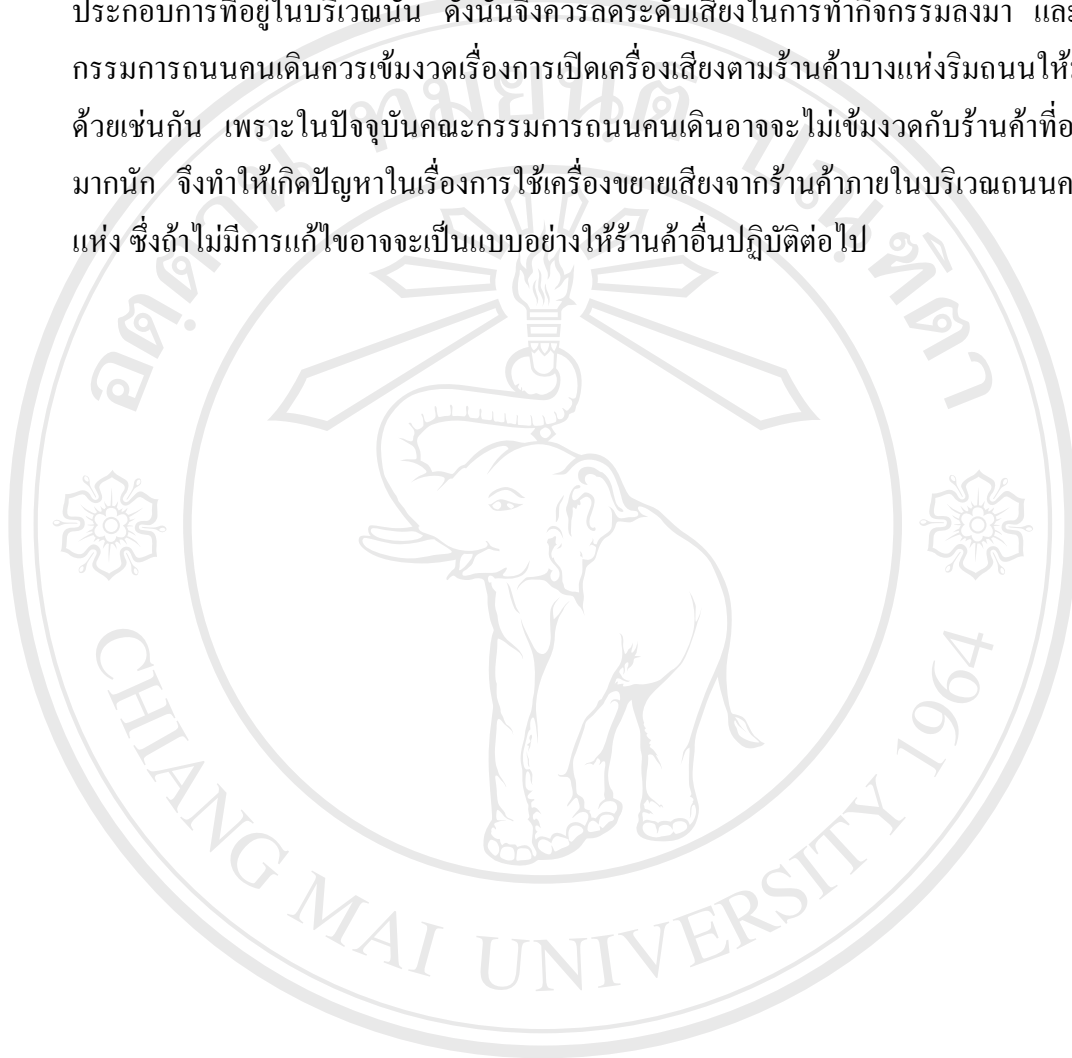 ประกอบการที่อยู่ในบริเวณนั้น ดังนั้นจึงควรลดระดับเสียงในการทำกิจกรรมลงมา และ
กรรมการถนนคนเดินควรเข้มงวดเรื่องการเปิดเครื่องเสียงตามร้านค้าบางแห่งริมถนนให้
ด้วยเช่นกัน เพราะในปัจจุบันคณะกรรมการถนนคนเดินอาจจะไม่เข้มงวดกับร้านค้าที่
มากนัก จึงทำให้เกิดปัญหาในเรื่องการใช้เครื่องขยายเสียงจากร้านค้าภายในบริเวณถนน
แห่ง ซึ่งถ้าไม่มีการแก้ไขอาจจะเป็นแบบอย่างให้ร้านค้าอื่นปฏิบัติต่อไป
อตฺตานํ ทมยนฺติ ปณฺฑิตา
CHIANG MAI UNIVERSITY 1964